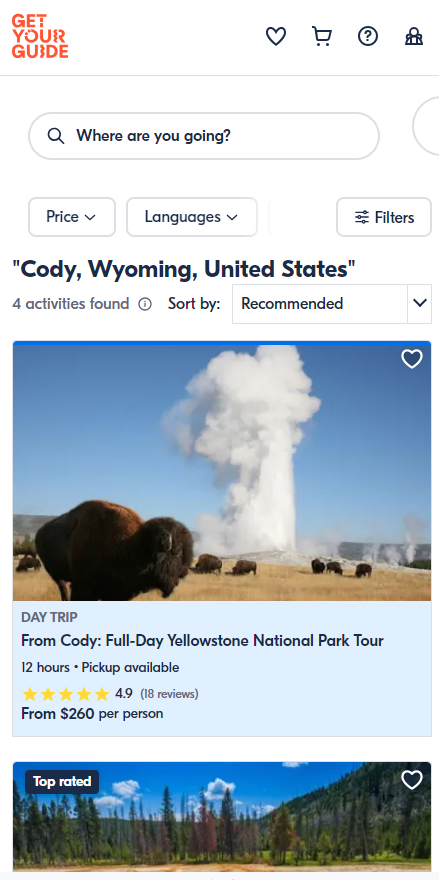 GET
YOUR
GUIDE
Where are you going?
Price
Languages
Filters
"Cody, Wyoming, United States"
4 activities found
Sort by:
Recommended
DAY TRIP
From Cody: Full-Day Yellowstone National Park Tour
12 hours • Pickup available
4.9 (18 reviews)
From $260 per person
Top rated